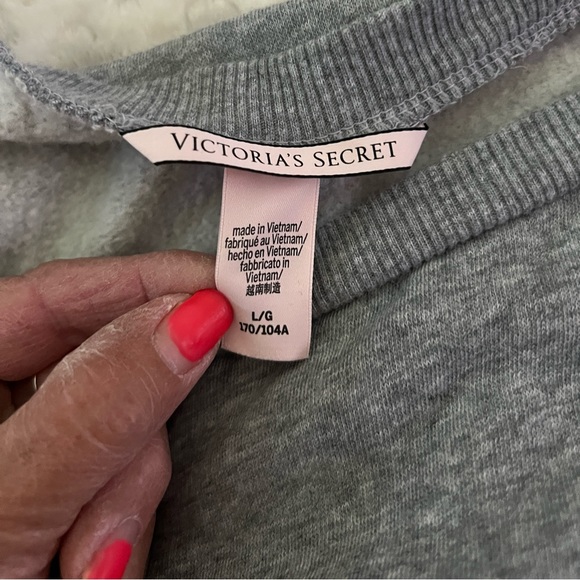 VICTORIA'S SECRET
made in Vietnam/
fabriqué au Vietnam/
hecho en Vietnam/
fabbricato in
Vietnam/
越南制造
L/G
170/104A